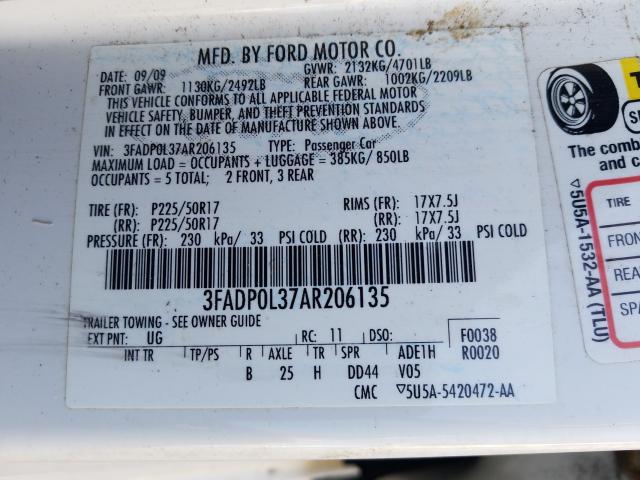 MFD. BY FORD MOTOR CO.
DATE: 09/09 GVWR: 2132KG/4701LB
FRONT GAWR: 1130KG/2492LB REAR GAWR: 1002KG/2209LB
THIS VEHICLE CONFORMS TO ALL APPLICABLE FEDERAL MOTOR
VEHICLE SAFETY, BUMPER, AND THEFT PREVENTION STANDARDS
IN EFFECT ON THE DATE OF MANUFACTURE SHOWN ABOVE.
VIN: 3FADP0L37AR206135 TYPE: Passenger Car
MAXIMUM LOAD = OCCUPANTS + LUGGAGE = 385KG/850LB
OCCUPANTS = 5 TOTAL; 2 FRONT, 3 REAR
TIRE (FR): P225/50R17 RIMS (FR): 17X7.5J
(RR): P225/50R17 (RR): 17X7.5J
PRESSURE (FR): 230 kPa/ 33 PSI COLD (RR): 230 kPa/ 33 PSI COLD
3FADP0L37AR206135
TRAILER TOWING - SEE OWNER GUIDE
EXT PNT: UG RC: 11 DSO: F0038
R0020
INT TR TP/PS R AXLE TR SPR ADE1H
B 25 H DD44 V05
CMC ▽5U5A-5420472-AA
The comb
and c
TIRE
FRON
REA
SPA
▽5U5A-1532-AA (TLU)